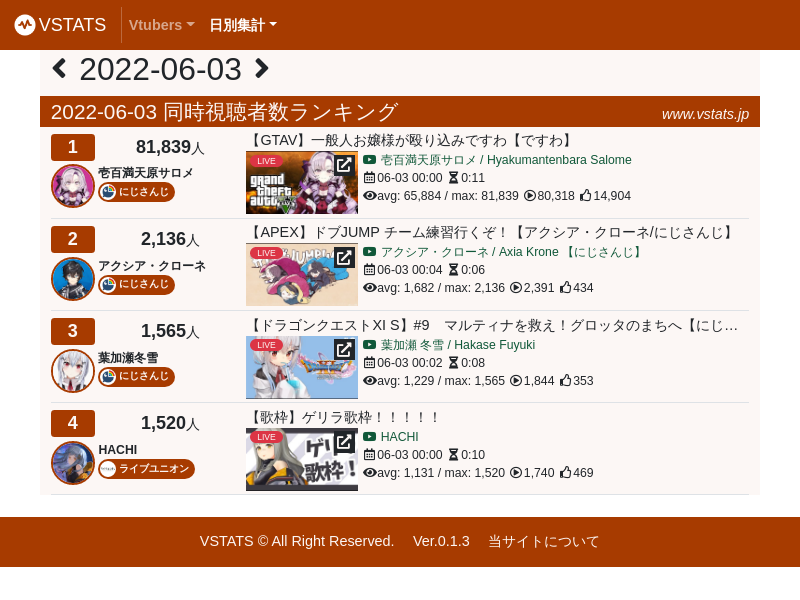 VSTATS Vtubers 日別集計
2022-06-03
2022-06-03 同時視聴者数ランキング www.vstats.jp
1 81,839人
壱百満天原サロメ
にじさんじ
【GTAV】一般人お嬢様が殴り込みですわ【ですわ】
LIVE
grand
theft
auto
壱百満天原サロメ / Hyakumantenbara Salome
06-03 00:00 0:11
avg: 65,884 / max: 81,839 80,318 14,904
2 2,136人
アクシア・クローネ
にじさんじ
【APEX】ドブJUMP チーム練習行くぞ！【アクシア・クローネ/にじさんじ】
LIVE
アクシア・クローネ / Axia Krone 【にじさんじ】
06-03 00:04 0:06
avg: 1,682 / max: 2,136 2,391 434
3 1,565人
葉加瀬冬雪
にじさんじ
【ドラゴンクエストXI S】#9　マルティナを救え！グロッタのまちへ【にじ…
LIVE
葉加瀬 冬雪 / Hakase Fuyuki
06-03 00:02 0:08
avg: 1,229 / max: 1,565 1,844 353
4 1,520人
HACHI
ライブユニオン
【歌枠】ゲリラ歌枠！！！！！
LIVE
ゲリ
歌枠！
HACHI
06-03 00:00 0:10
avg: 1,131 / max: 1,520 1,740 469
VSTATS © All Right Reserved. Ver.0.1.3 当サイトについて